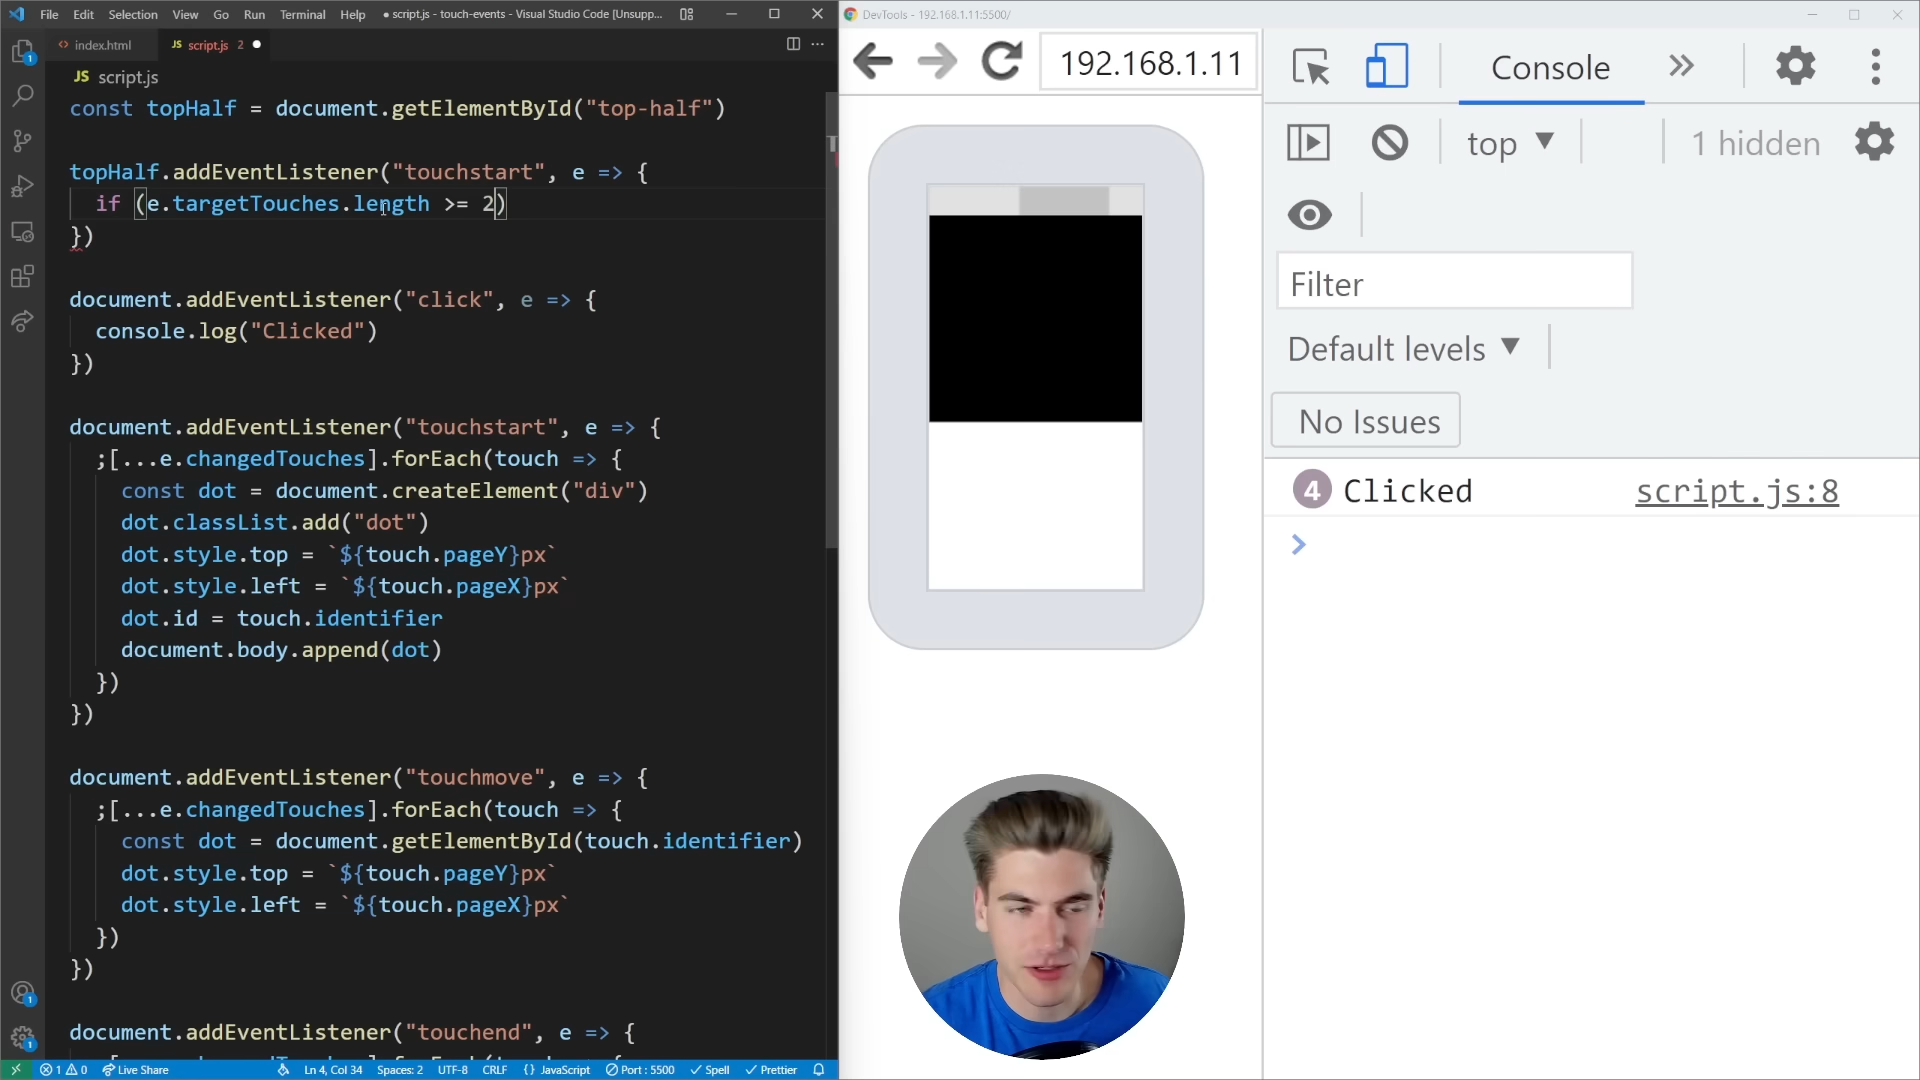 File Edit Selection View Go Run Terminal Help ● script.js - touch-events - Visual Studio Code [Unsupp...
index.html JS script.js 2
JS script.js
const topHalf = document.getElementById("top-half")
topHalf.addEventListener("touchstart", e => {
if (e.targetTouches.length >= 2)
})
document.addEventListener("click", e => {
console.log("Clicked")
})
document.addEventListener("touchstart", e => {
;[...e.changedTouches].forEach(touch => {
const dot = document.createElement("div")
dot.classList.add("dot")
dot.style.top = `${touch.pageY}px`
dot.style.left = `${touch.pageX}px`
dot.id = touch.identifier
document.body.append(dot)
})
})
document.addEventListener("touchmove", e => {
;[...e.changedTouches].forEach(touch => {
const dot = document.getElementById(touch.identifier)
dot.style.top = `${touch.pageY}px`
dot.style.left = `${touch.pageX}px`
})
})
document.addEventListener("touchend", e => {
1 0 Live Share Ln 4, Col 34 Spaces: 2 UTF-8 CRLF {} JavaScript Port : 5500 Spell Prettier
DevTools - 192.168.1.11:5500/
192.168.1.11
Console
top ▼ 1 hidden
Filter
Default levels ▼
No Issues
4 Clicked script.js:8